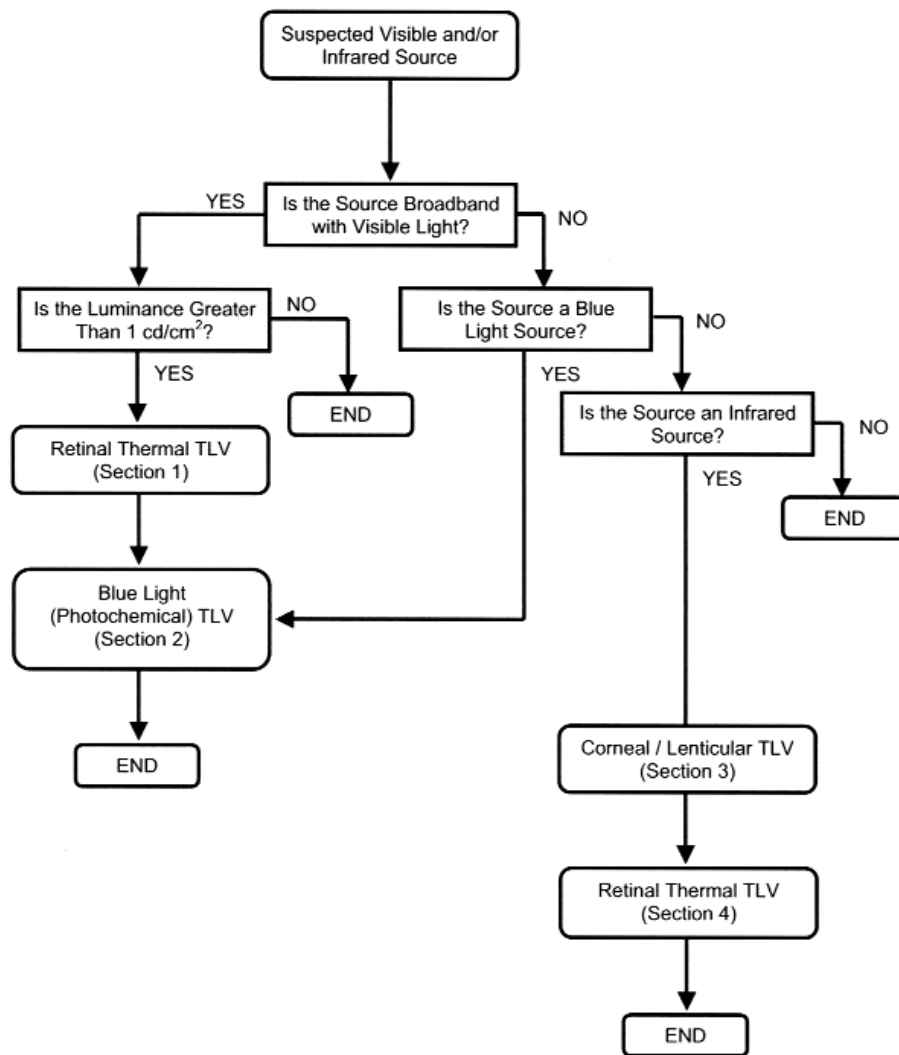 Suspected Visible and/or
Infrared Source
YES
Is the Source Broadband
with Visible Light?
NO
Is the Luminance Greater
Than 1 cd/cm²?
NO
Is the Source a Blue
Light Source?
NO
YES
END
YES
Is the Source an Infrared
Source?
NO
Retinal Thermal TLV
(Section 1)
YES
END
Blue Light
(Photochemical) TLV
(Section 2)
END
Corneal / Lenticular TLV
(Section 3)
Retinal Thermal TLV
(Section 4)
END